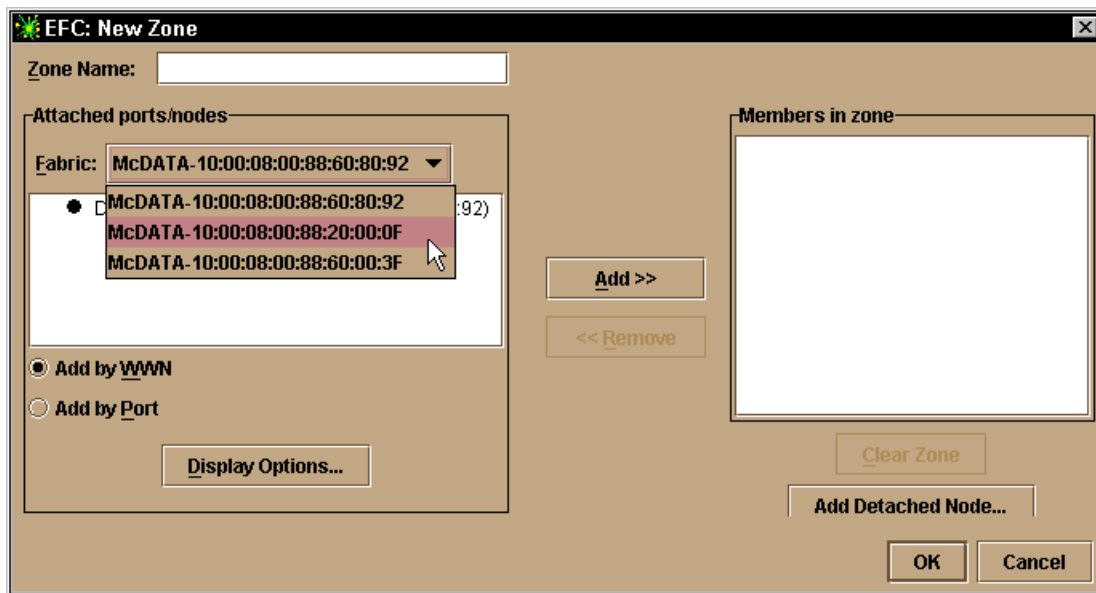 EFC: New Zone
Zone Name:
Attached ports/nodes
Members in zone
Fabric: McDATA-10:00:08:00:88:60:80:92
McDATA-10:00:08:00:88:60:80:92
:92)
McDATA-10:00:08:00:88:20:00:0F
McDATA-10:00:08:00:88:60:00:3F
Add >>
<< Remove
Add by WWN
Add by Port
Display Options...
Clear Zone
Add Detached Node...
OK
Cancel